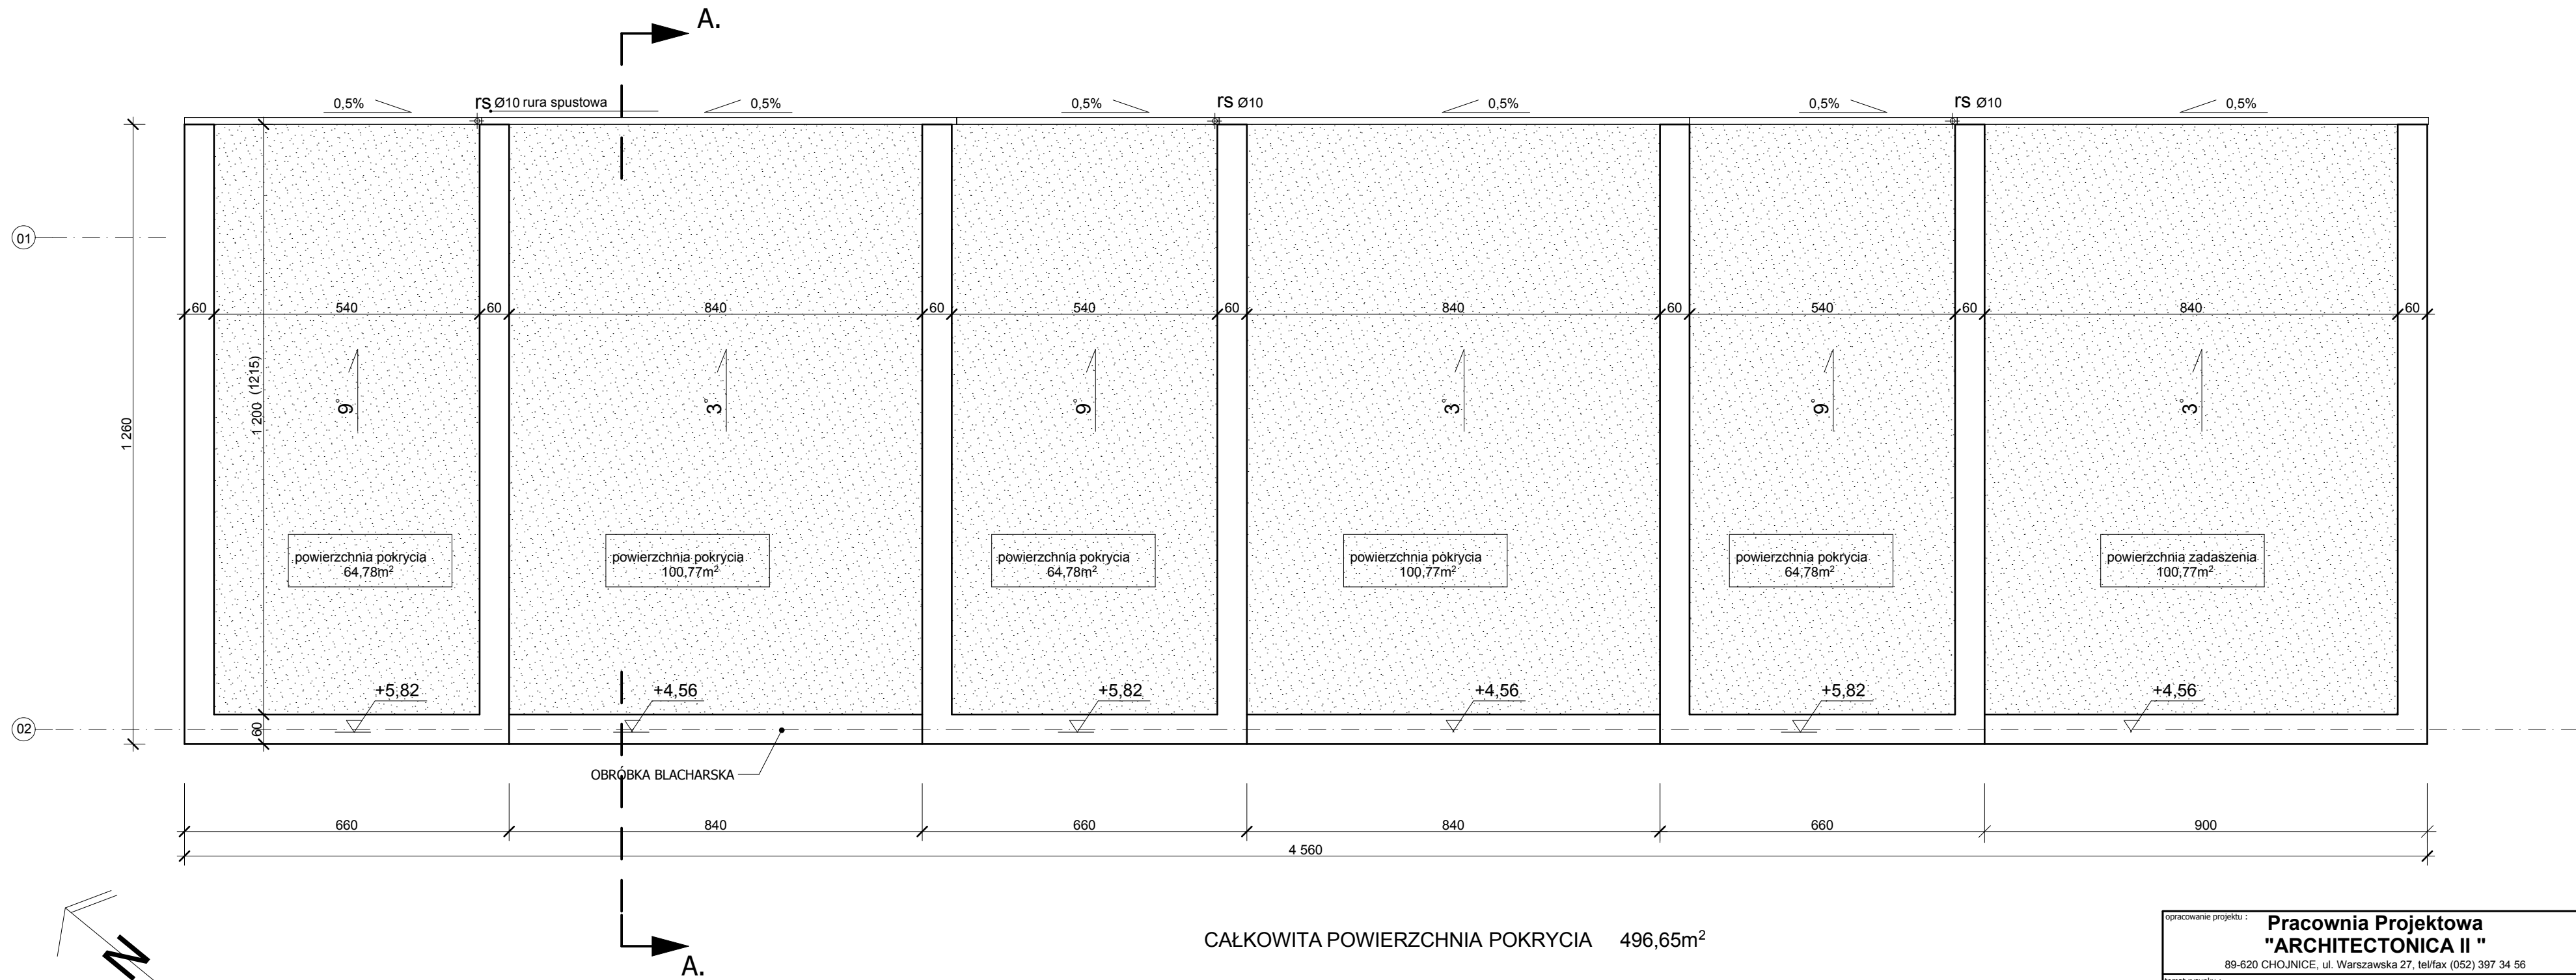 A.
0,5%
rs Ø10 rura spustowa
0,5%
0,5%
rs Ø10
0,5%
0,5%
rs Ø10
0,5%
01
60
540
60
840
60
540
60
840
60
540
60
840
60
1 260
1 200 (1215)
9°
3°
9°
3°
9°
3°
powierzchnia pokrycia
64,78m²
powierzchnia pokrycia
100,77m²
powierzchnia pokrycia
64,78m²
powierzchnia pokrycia
100,77m²
powierzchnia pokrycia
64,78m²
powierzchnia zadaszenia
100,77m²
+5,82
+4,56
+5,82
+4,56
+5,82
+4,56
02
60
OBRÓBKA BLACHARSKA
660
840
660
840
660
900
4 560
N
A.
CAŁKOWITA POWIERZCHNIA POKRYCIA 496,65m²
opracowanie projektu :
Pracownia Projektowa
"ARCHITECTONICA II "
89-620 CHOJNICE, ul. Warszawska 27, tel/fax (052) 397 34 56